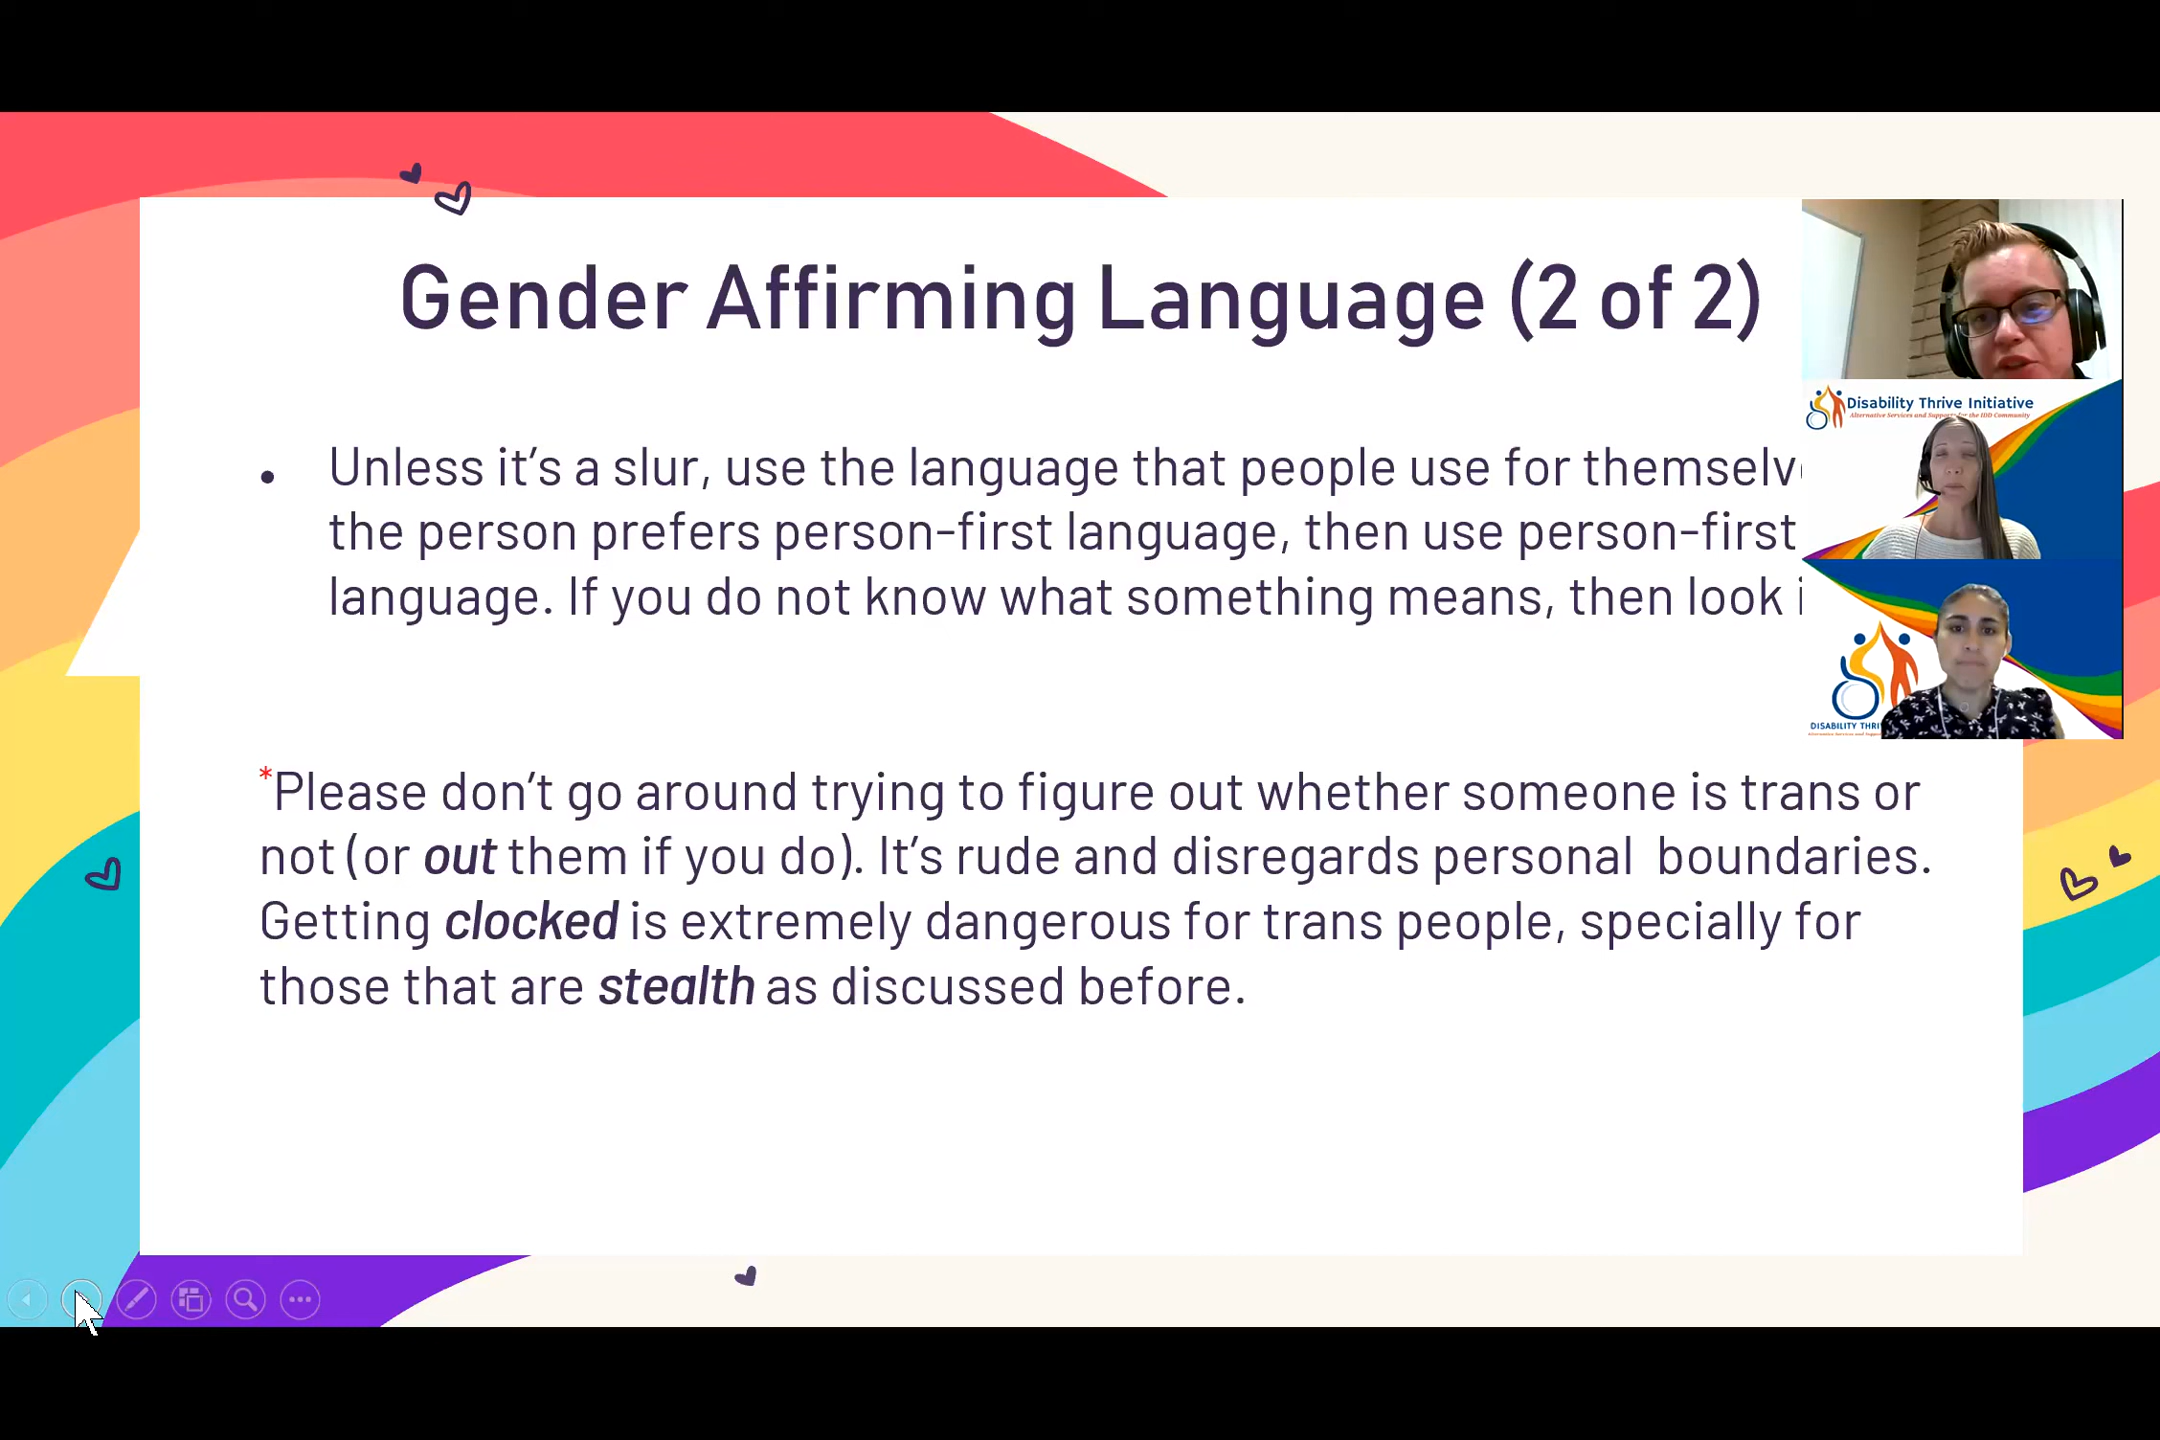 Gender Affirming Language (2 of 2)
Disability Thrive Initiative
Alternative Services and Supports for the IDD Community
• Unless it’s a slur, use the language that people use for
the person prefers person-first language, then use person-first
language. If you do not know what something means, then look
DISABILITY
*Please don’t go around trying to figure out whether someone is trans or
not (or out them if you do). It’s rude and disregards personal boundaries.
Getting clocked is extremely dangerous for trans people, specially for
those that are stealth as discussed before.